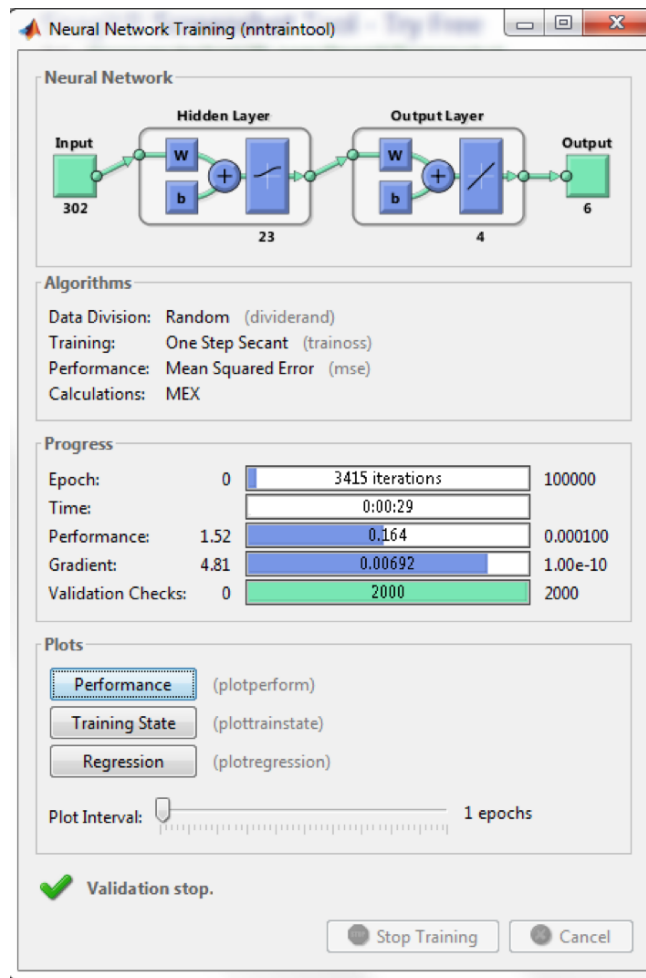 Tool - Try Free
Neural Network Training (nntraintool)
Neural Network
Hidden Layer Output Layer
Input Output
W W
b b
302 23 4 6
Algorithms
Data Division: Random (dividerand)
Training: One Step Secant (trainoss)
Performance: Mean Squared Error (mse)
Calculations: MEX
Progress
Epoch: 0 3415 iterations 100000
Time: 0:00:29
Performance: 1.52 0.164 0.000100
Gradient: 4.81 0.00692 1.00e-10
Validation Checks: 0 2000 2000
Plots
Performance (plotperform)
Training State (plottrainstate)
Regression (plotregression)
Plot Interval: 1 epochs
Validation stop.
Stop Training Cancel